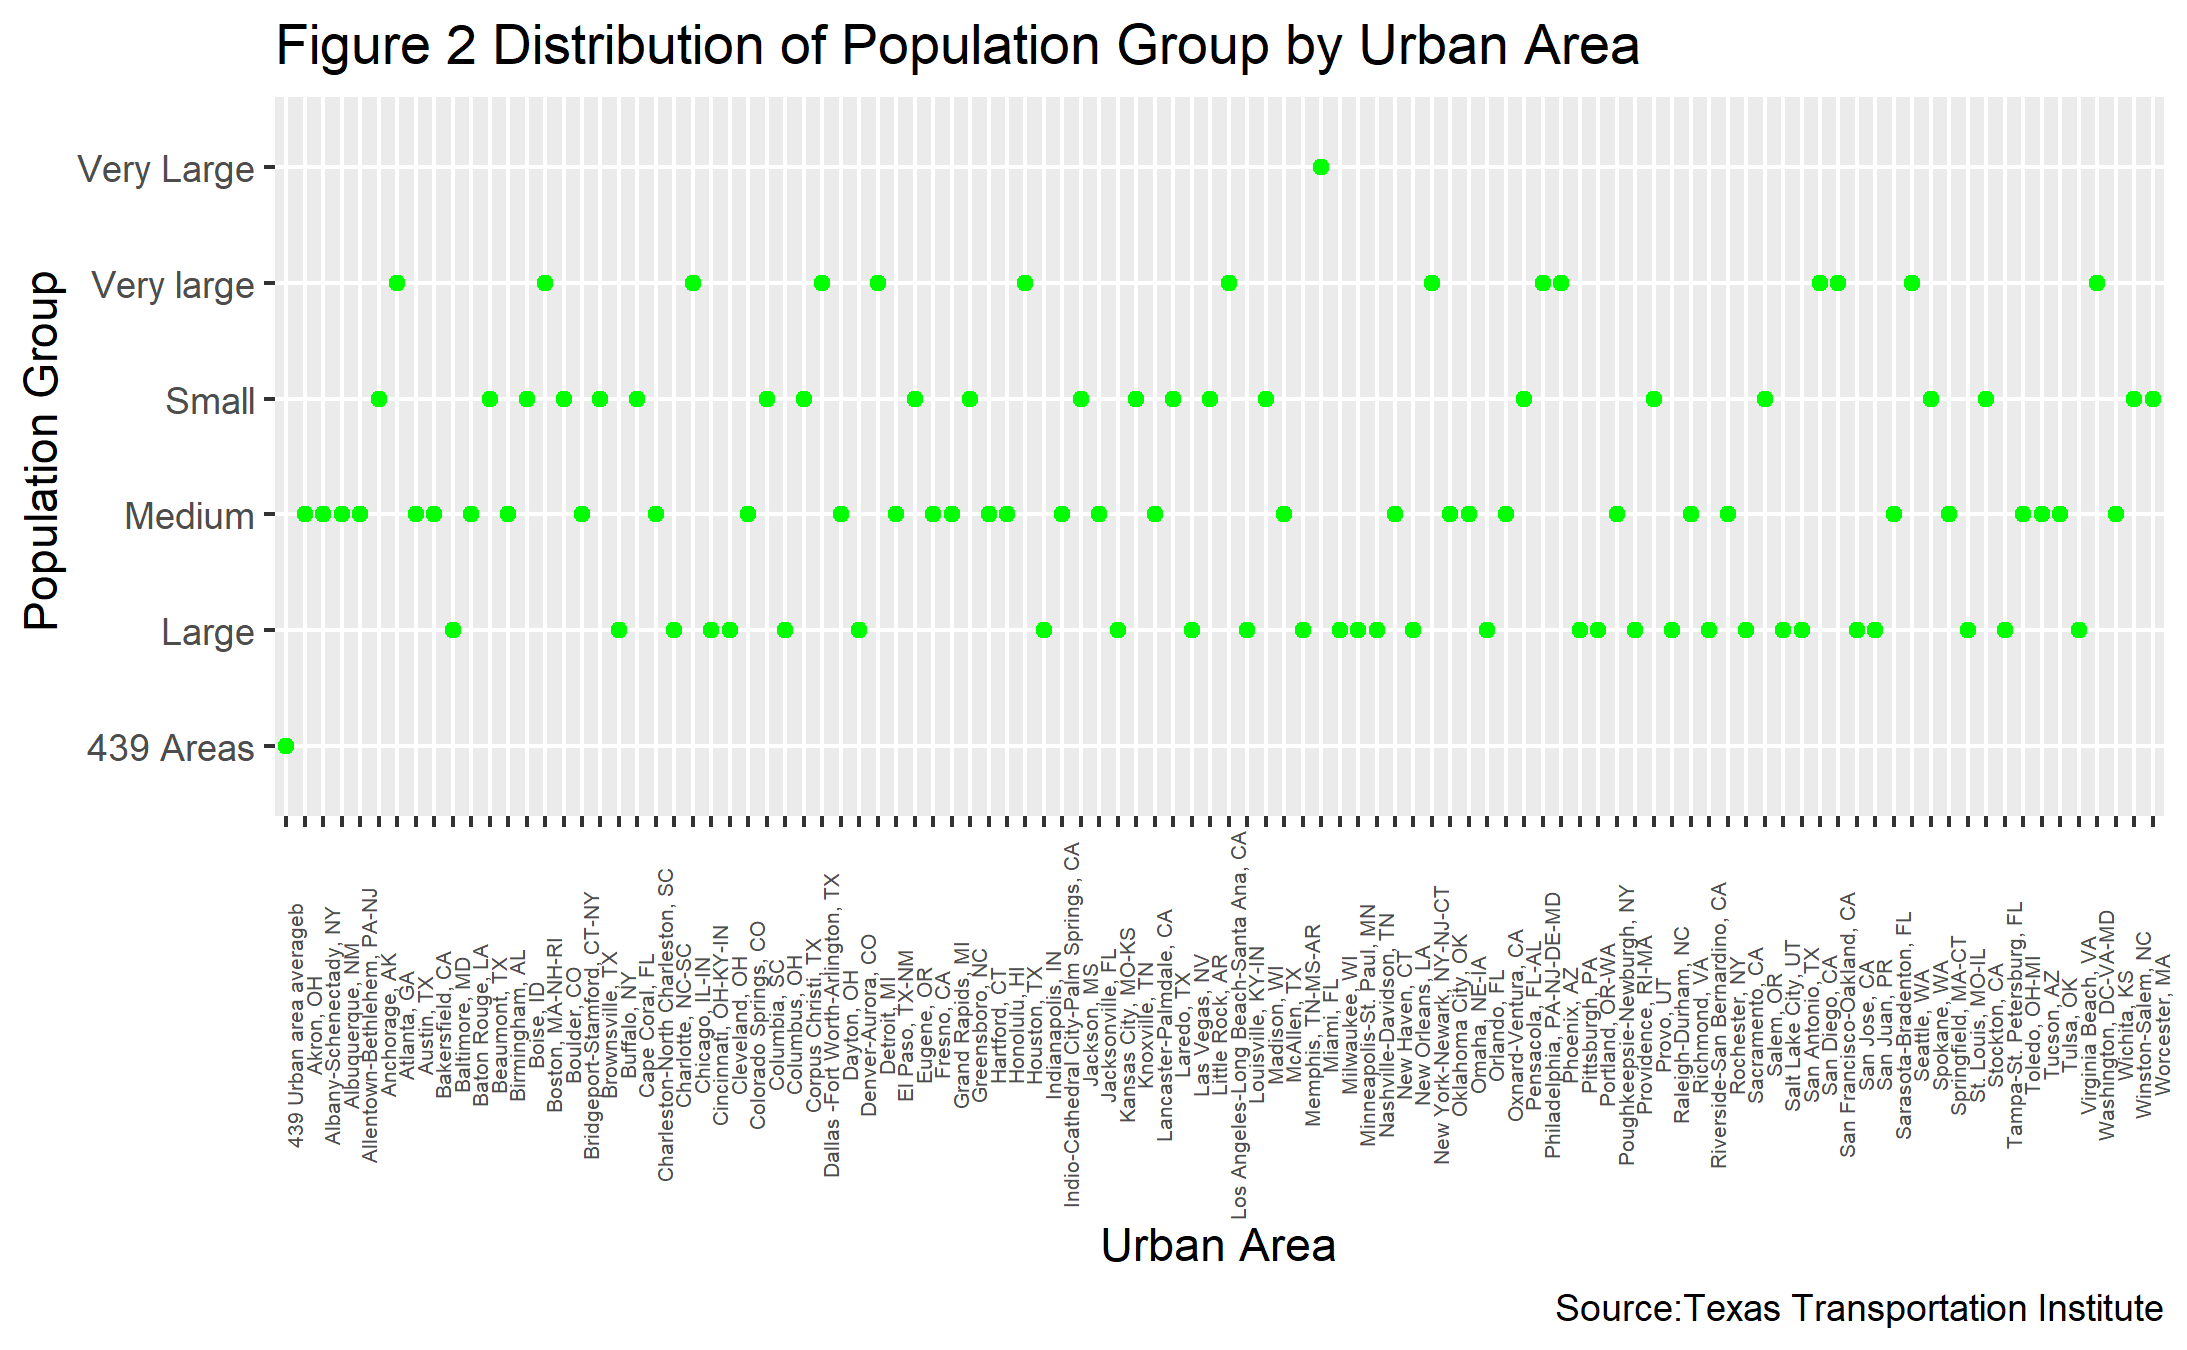 Figure 2 Distribution of Population Group by Urban Area
Population Group
Very Large
Very large
Small
Medium
Large
439 Areas
439 Urban area averageb
Akron, OH
Albany-Schenectady, NY
Albuquerque, NM
Allentown-Bethlehem, PA-NJ
Anchorage, AK
Atlanta, GA
Austin, TX
Bakersfield, CA
Baltimore, MD
Baton Rouge, LA
Beaumont, TX
Birmingham, AL
Boise, ID
Boston, MA-NH-RI
Boulder, CO
Bridgeport-Stamford, CT-NY
Brownsville, TX
Buffalo, NY
Cape Coral, FL
Charleston-North Charleston, SC
Charlotte, NC-SC
Chicago, IL-IN
Cincinnati, OH-KY-IN
Cleveland, OH
Colorado Springs, CO
Columbia, SC
Columbus, OH
Corpus Christi, TX
Dallas -Fort Worth-Arlington, TX
Dayton, OH
Denver-Aurora, CO
Detroit, MI
El Paso, TX-NM
Eugene, OR
Fresno, CA
Grand Rapids, MI
Greensboro, NC
Hartford, CT
Honolulu, HI
Houston, TX
Indianapolis, IN
Indio-Cathedral City-Palm Springs, CA
Jackson, MS
Jacksonville, FL
Kansas City, MO-KS
Knoxville, TN
Lancaster-Palmdale, CA
Laredo, TX
Las Vegas, NV
Little Rock, AR
Los Angeles-Long Beach-Santa Ana, CA
Louisville, KY-IN
Madison, WI
McAllen, TX
Memphis, TN-MS-AR
Miami, FL
Milwaukee, WI
Minneapolis-St. Paul, MN
Nashville-Davidson, TN
New Haven, CT
New Orleans, LA
New York-Newark, NY-NJ-CT
Oklahoma City, OK
Omaha, NE-IA
Orlando, FL
Oxnard-Ventura, CA
Pensacola, FL-AL
Philadelphia, PA-NJ-DE-MD
Phoenix, AZ
Pittsburgh, PA
Portland, OR-WA
Poughkeepsie-Newburgh, NY
Providence, RI-MA
Provo, UT
Raleigh-Durham, NC
Richmond, VA
Riverside-San Bernardino, CA
Rochester, NY
Sacramento, CA
Salem, OR
Salt Lake City, UT
San Antonio, TX
San Diego, CA
San Francisco-Oakland, CA
San Jose, CA
San Juan, PR
Sarasota-Bradenton, FL
Seattle, WA
Spokane, WA
Springfield, MA-CT
St. Louis, MO-IL
Stockton, CA
Tampa-St. Petersburg, FL
Toledo, OH-MI
Tucson, AZ
Tulsa, OK
Virginia Beach, VA
Washington, DC-VA-MD
Wichita, KS
Winston-Salem, NC
Worcester, MA
Urban Area
Source:Texas Transportation Institute